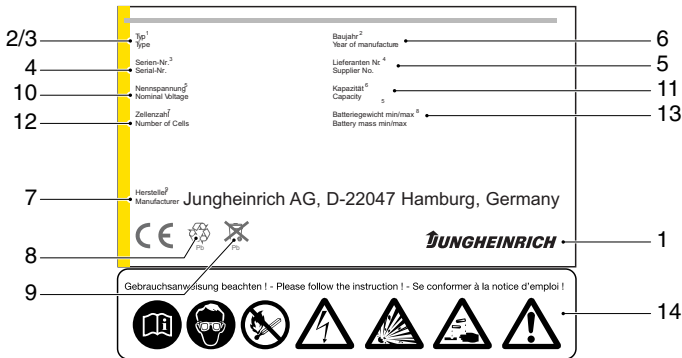 2/3
Typ1
Type
Baujahr2
Year of manufacture
6
4
Serien-Nr.3
Serial-Nr.
Lieferanten Nr. 4
Supplier No.
5
10
Nennspannung5
Nominal Voltage
Kapazität6
Capacity
5
11
12
Zellenzahl7
Number of Cells
Batteriegewicht min/max 8
Battery mass min/max
13
7
Hersteller9
Manufacturer
Jungheinrich AG, D-22047 Hamburg, Germany
8
CE
Pb
Pb
JUNGHEINRICH
1
9
Gebrauchsanweisung beachten ! - Please follow the instruction ! - Se conformer à la notice d'emploi !
14